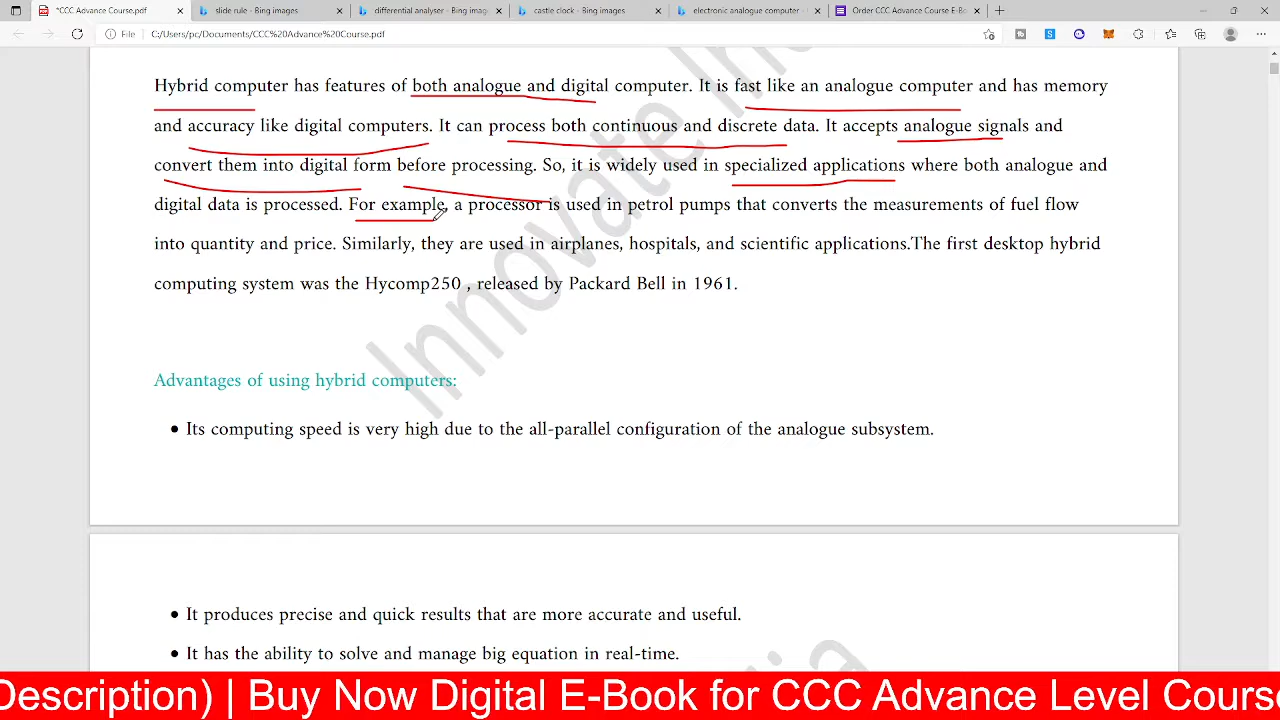 *CCC Advance Course.pdf
slide rule - Bing images
differential analyser - Bing imag
castle clock - Bing images
electronic analogue computer -
Order CCC Advance Course E-B
File C:/Users/pc/Documents/CCC%20Advance%20Course.pdf
Hybrid computer has features of both analogue and digital computer. It is fast like an analogue computer and has memory
and accuracy like digital computers. It can process both continuous and discrete data. It accepts analogue signals and
convert them into digital form before processing. So, it is widely used in specialized applications where both analogue and
digital data is processed. For example, a processor is used in petrol pumps that converts the measurements of fuel flow
into quantity and price. Similarly, they are used in airplanes, hospitals, and scientific applications.The first desktop hybrid
computing system was the Hycomp250 , released by Packard Bell in 1961.
Advantages of using hybrid computers:
• Its computing speed is very high due to the all-parallel configuration of the analogue subsystem.
• It produces precise and quick results that are more accurate and useful.
• It has the ability to solve and manage big equation in real-time.
Innovate In
Description) | Buy Now Digital E-Book for CCC Advance Level Cours